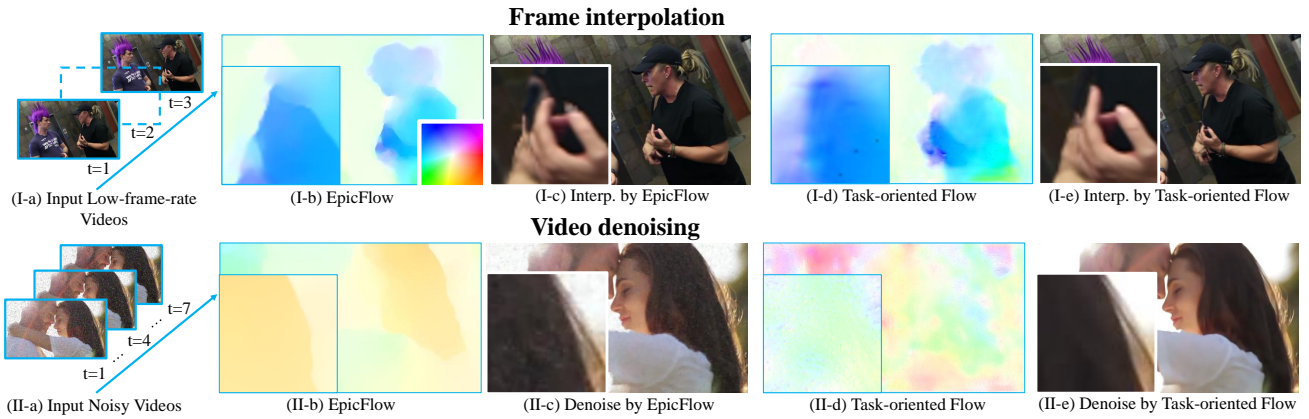 Frame interpolation
t=3
t=2
t=1
(I-a) Input Low-frame-rate
Videos
(I-b) EpicFlow
(I-c) Interp. by EpicFlow
(I-d) Task-oriented Flow
(I-e) Interp. by Task-oriented Flow
Video denoising
t=7
...
t=4
...
t=1
(II-a) Input Noisy Videos
(II-b) EpicFlow
(II-c) Denoise by EpicFlow
(II-d) Task-oriented Flow
(II-e) Denoise by Task-oriented Flow